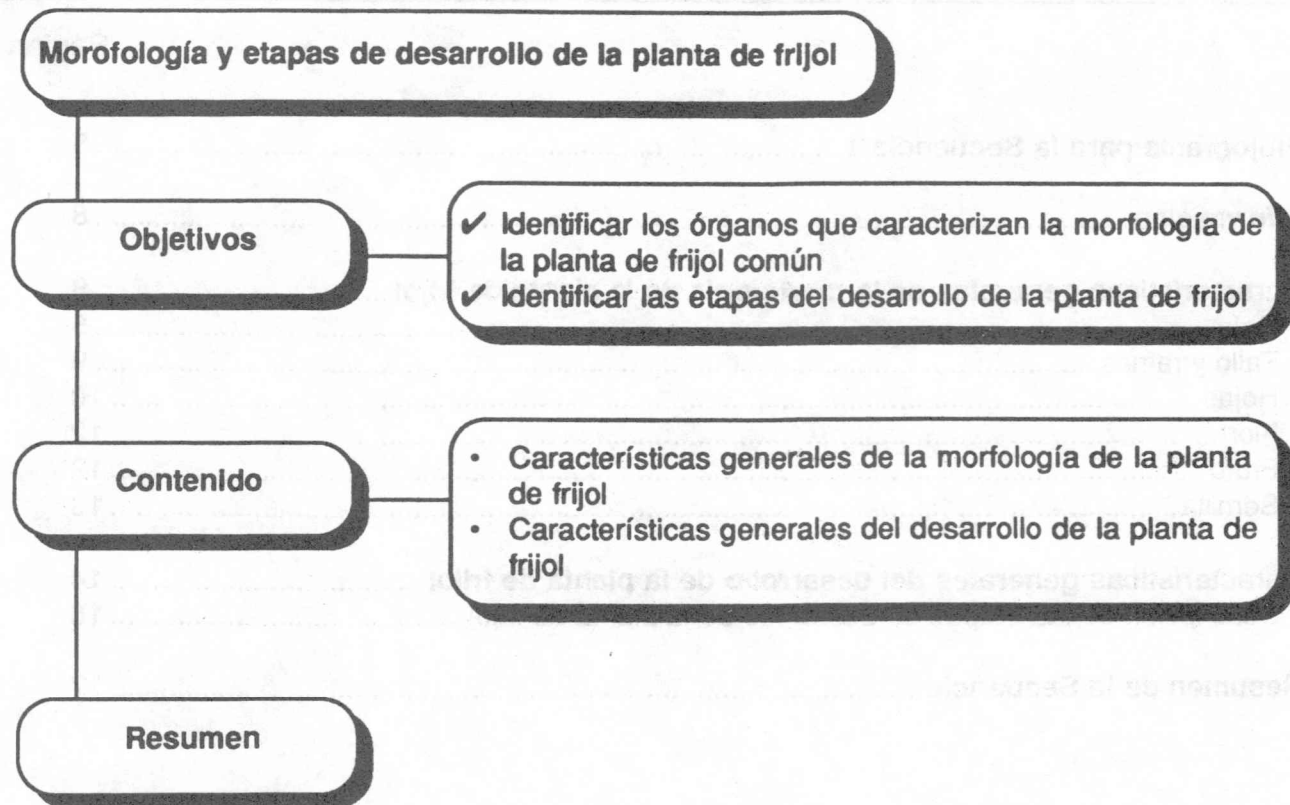 Morofología y etapas de desarrollo de la planta de frijol
Objetivos
✔ Identificar los órganos que caracterizan la morfología de
la planta de frijol común
✔ Identificar las etapas del desarrollo de la planta de frijol
Contenido
• Características generales de la morfología de la planta
de frijol
• Características generales del desarrollo de la planta de
frijol
Resumen